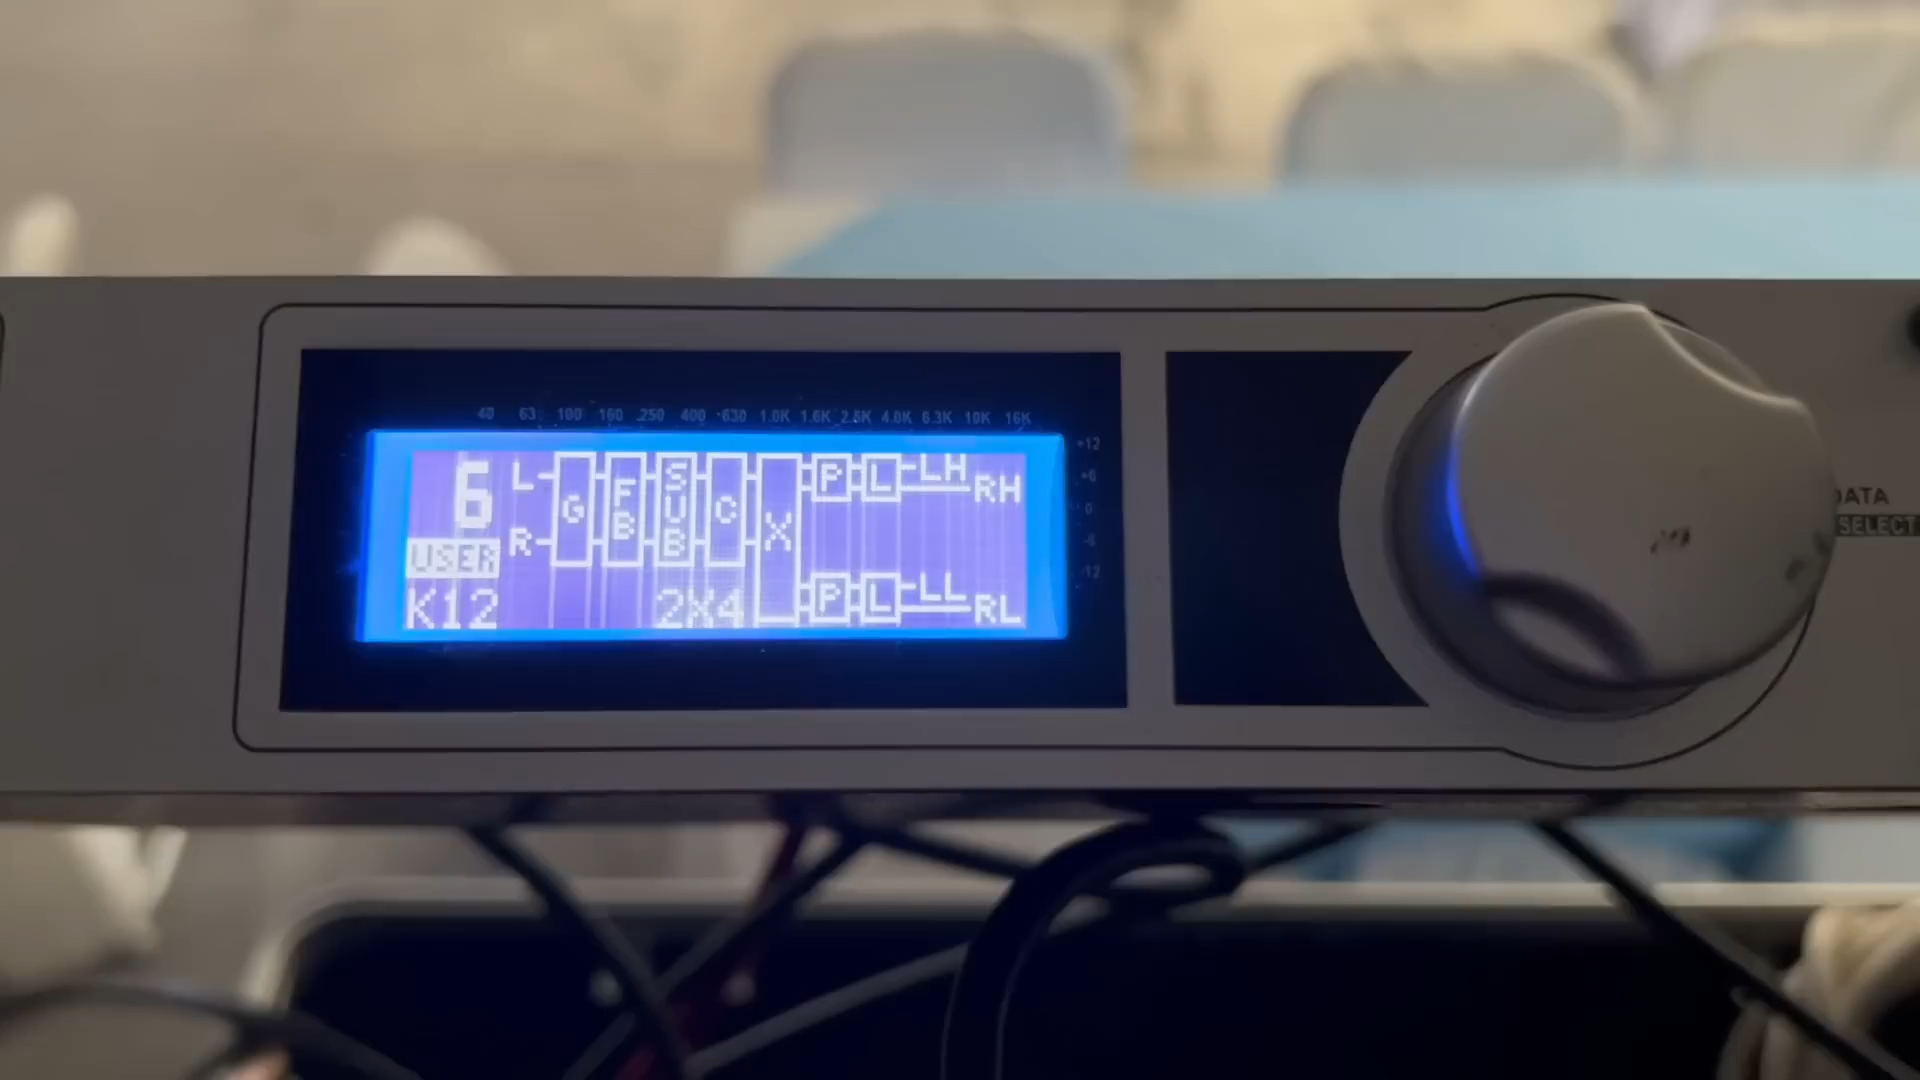 40 63 100 160 250 400 630 1.0K 1.6K 2.5K 4.0K 6.3K 10K 16K
+12
+6
0
-6
-12
6
USER
K12
L
R
G
FB
SUB
C
X
P L LH
RH
P L LL
RL
2X4
DATA
SELECT